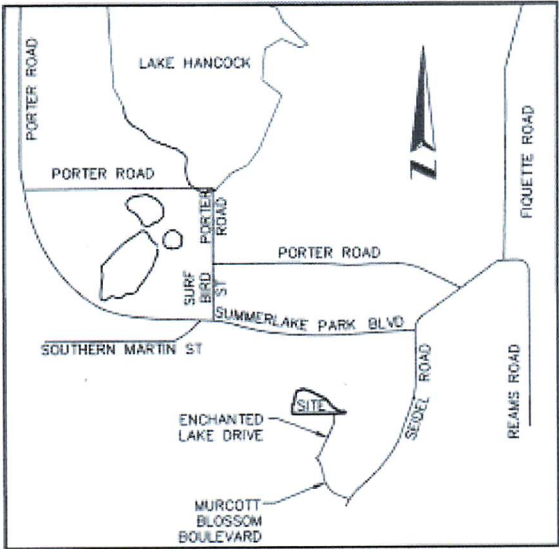 LAKE HANCOCK
PORTER ROAD
FIQUETTE ROAD
PORTER ROAD
PORTER
ROAD
PORTER ROAD
SURF
BIRD
ST
SUMMERLAKE PARK BLVD
SOUTHERN MARTIN ST
SEIDEL ROAD
REAMS ROAD
SITE
ENCHANTED
LAKE DRIVE
MURCOTT
BLOSSOM
BOULEVARD
N